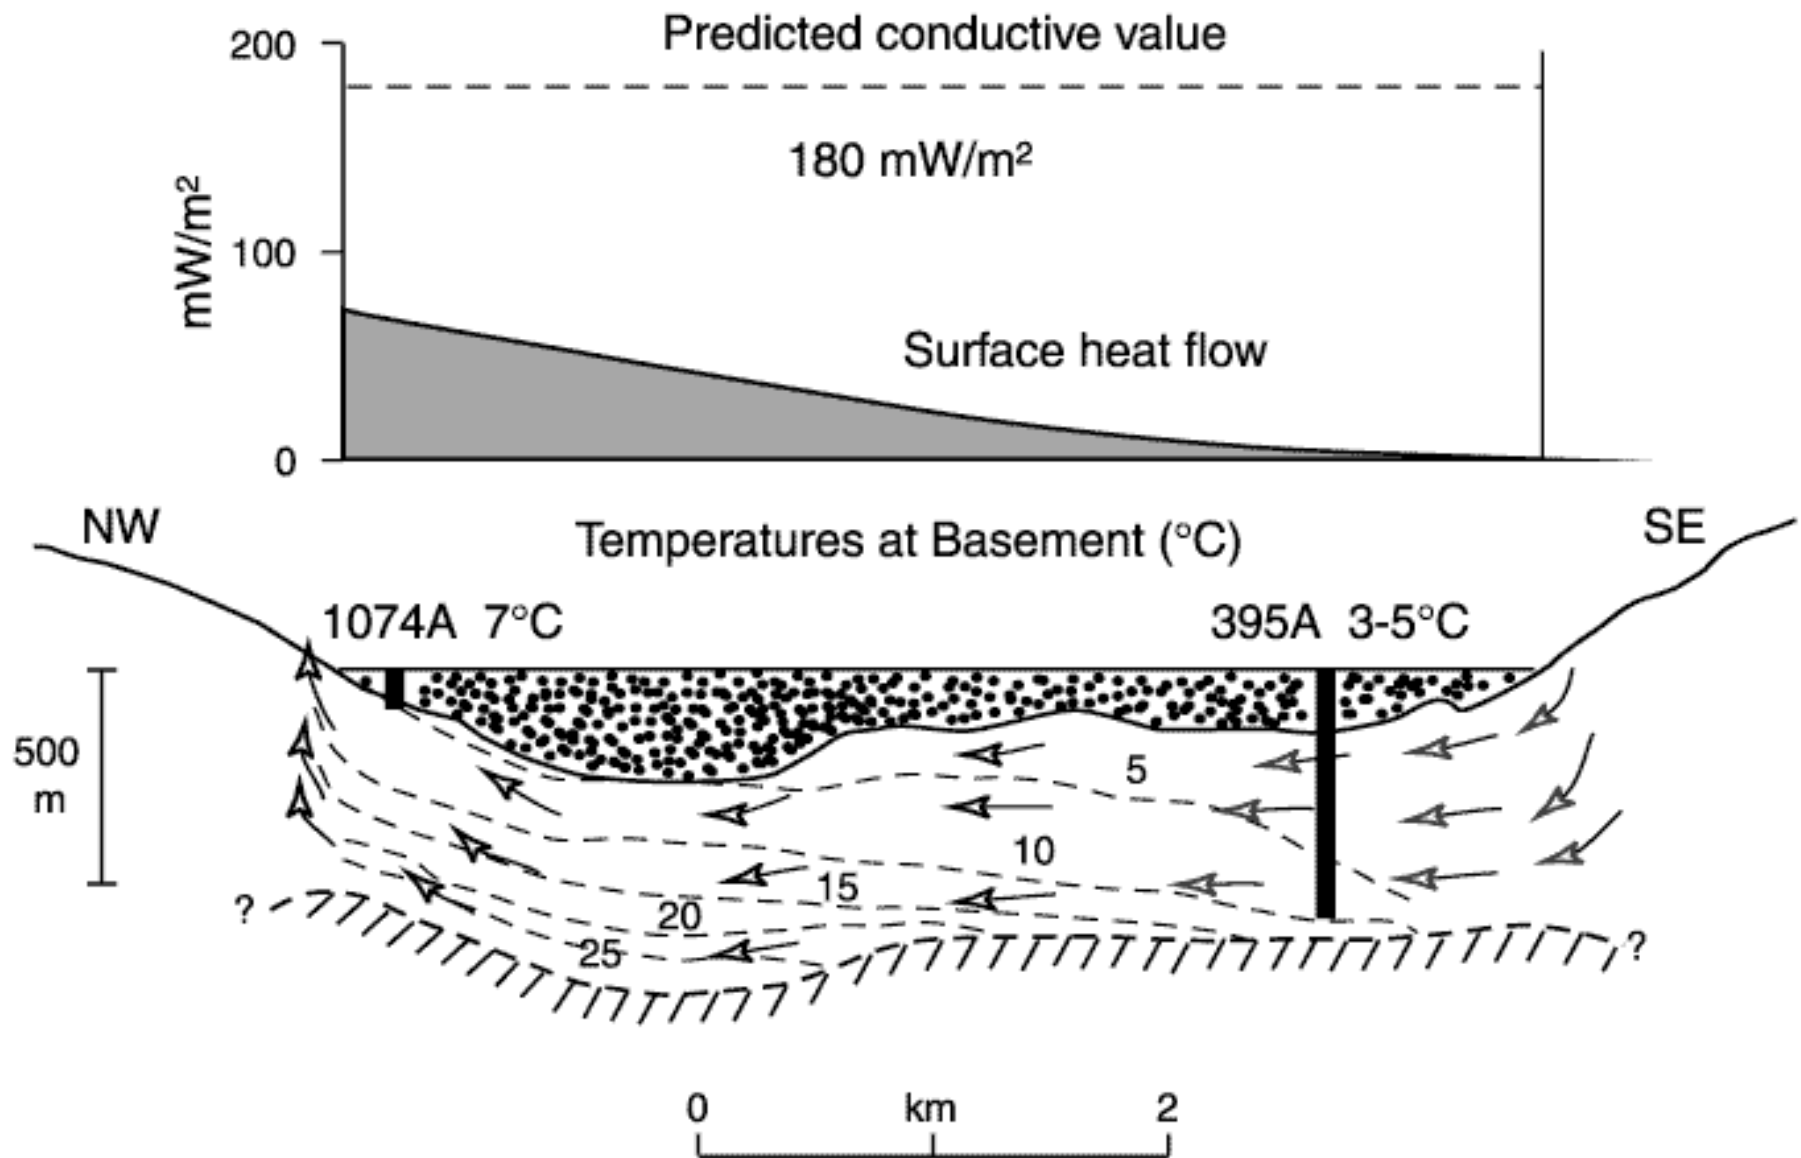 Predicted conductive value
200
180 mW/m²
mW/m²
100
Surface heat flow
0
NW
SE
Temperatures at Basement (°C)
1074A 7°C
395A 3-5°C
500
m
5
10
15
20
25
?
?
0 km 2